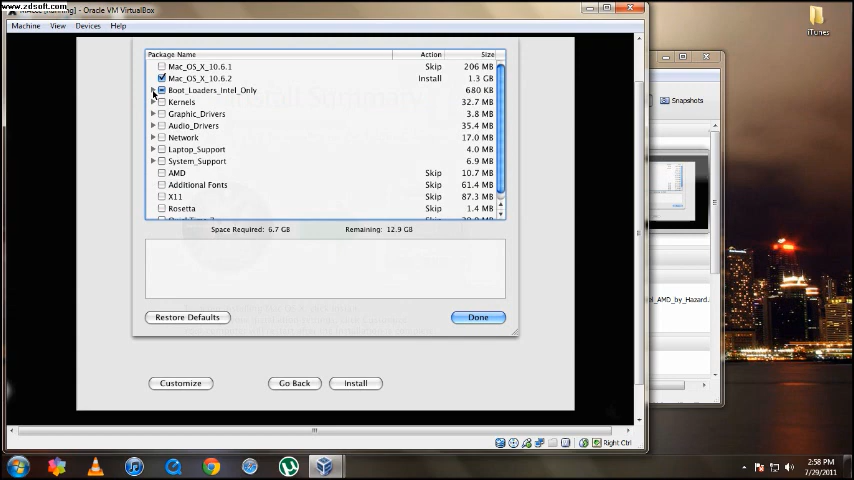 www.zdsoft.com
[Running] - Oracle VM VirtualBox
Machine View Devices Help
Package Name Action Size
Mac_OS_X_10.6.1 Skip 206 MB
Mac_OS_X_10.6.2 Install 1.3 GB
Boot_Loaders_Intel_Only 680 KB
Kernels 32.7 MB
Graphic_Drivers 3.8 MB
Audio_Drivers 35.4 MB
Network 17.0 MB
Laptop_Support 4.0 MB
System_Support 6.9 MB
AMD Skip 10.7 MB
Additional Fonts Skip 61.4 MB
X11 Skip 87.3 MB
Rosetta Skip 1.4 MB
Space Required: 6.7 GB Remaining: 12.9 GB
Restore Defaults Done
Customize Go Back Install
Right Ctrl
iTunes
Snapshots
el_AMD_by_Hazard.
2:58 PM
7/29/2011